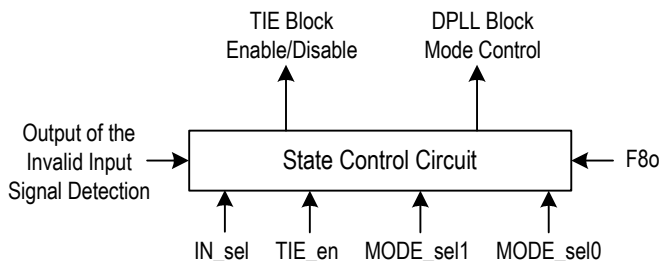 TIE Block
Enable/Disable
DPLL Block
Mode Control
Output of the
Invalid Input
Signal Detection
State Control Circuit
F8o
IN_sel
TIE_en
MODE_sel1
MODE_sel0